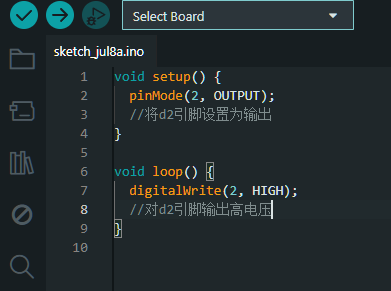 Select Board
sketch_jul8a.ino
1 void setup() {
2 pinMode(2, OUTPUT);
3 //将d2引脚设置为输出
4 }
5
6 void loop() {
7 digitalWrite(2, HIGH);
8 //对d2引脚输出高电压
9 }
10